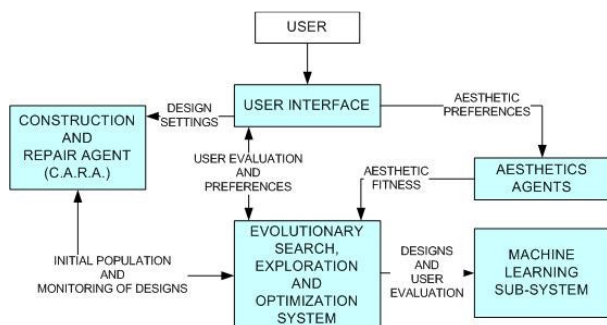 USER
USER INTERFACE
DESIGN
SETTINGS
AESTHETIC
PREFERENCES
CONSTRUCTION
AND
REPAIR AGENT
(C.A.R.A.)
USER EVALUATION
AND
PREFERENCES
AESTHETIC
FITNESS
AESTHETICS
AGENTS
INITIAL POPULATION
AND
MONITORING OF DESIGNS
EVOLUTIONARY
SEARCH,
EXPLORATION
AND
OPTIMIZATION
SYSTEM
DESIGNS
AND
USER
EVALUATION
MACHINE
LEARNING
SUB-SYSTEM